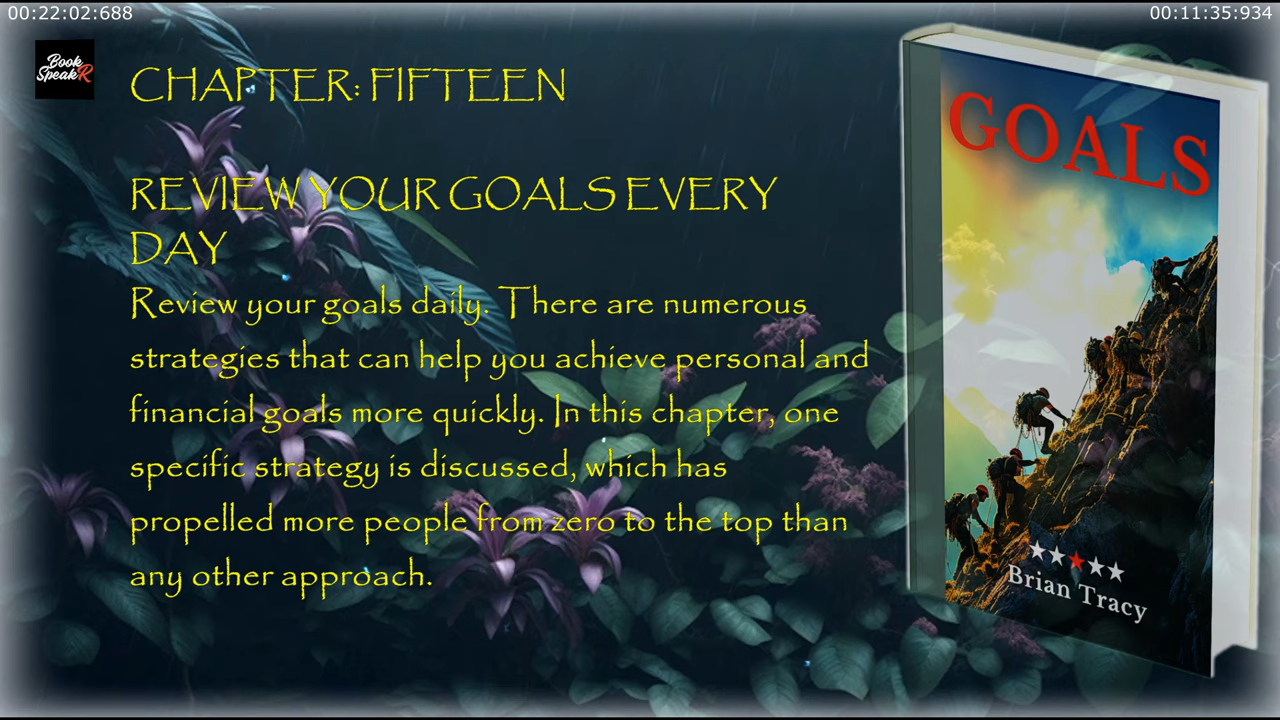 00:22:02:688
00:11:35:934
Book
SpeakR
CHAPTER: FIFTEEN
REVIEW YOUR GOALS EVERY
DAY
Review your goals daily. There are numerous
strategies that can help you achieve personal and
financial goals more quickly. In this chapter, one
specific strategy is discussed, which has
propelled more people from zero to the top than
any other approach.
GOALS
Brian Tracy